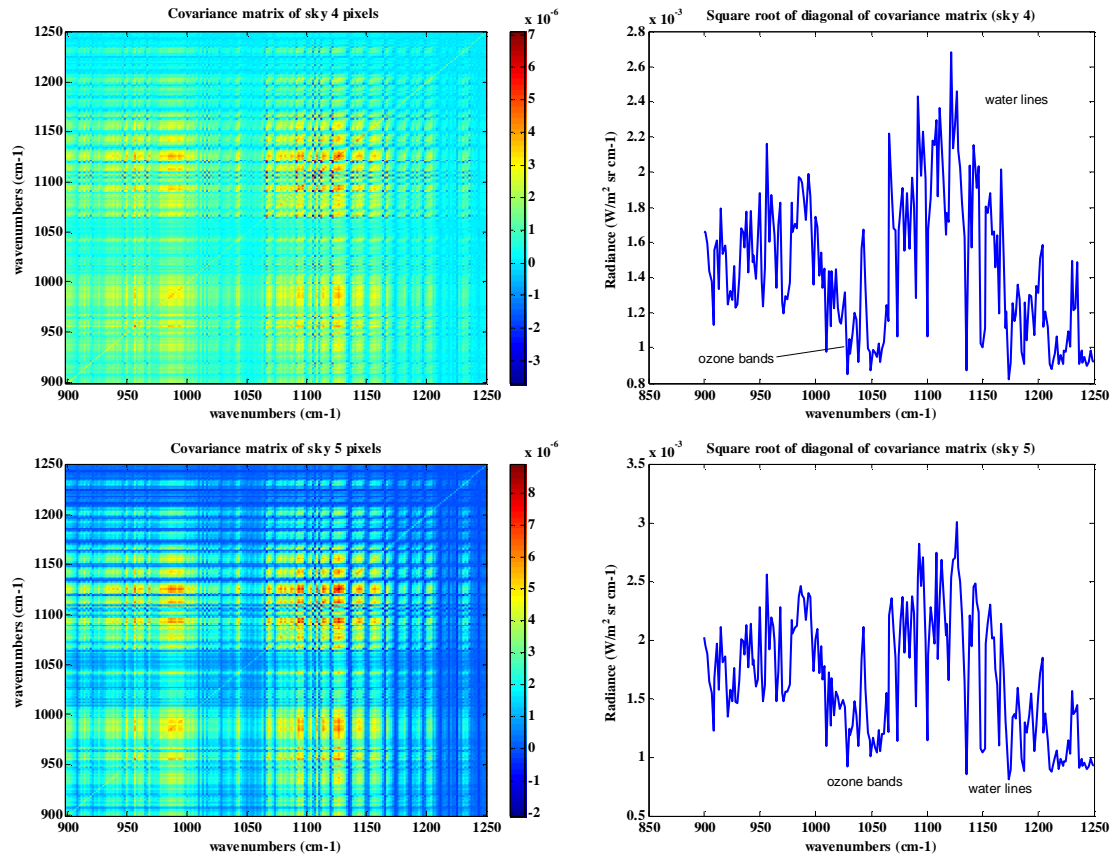 Covariance matrix of sky 4 pixels
x 10^-6
1250
1200
1150
1100
1050
1000
950
900
wavenumbers (cm-1)
900 950 1000 1050 1100 1150 1200 1250
wavenumbers (cm-1)
7
6
5
4
3
2
1
0
-1
-2
-3
Square root of diagonal of covariance matrix (sky 4)
x 10^-3
2.8
2.6
2.4
2.2
2
1.8
1.6
1.4
1.2
1
0.8
Radiance (W/m² sr cm-1)
water lines
ozone bands
850 900 950 1000 1050 1100 1150 1200 1250
wavenumbers (cm-1)
Covariance matrix of sky 5 pixels
x 10^-6
1250
1200
1150
1100
1050
1000
950
900
wavenumbers (cm-1)
900 950 1000 1050 1100 1150 1200 1250
wavenumbers (cm-1)
8
7
6
5
4
3
2
1
0
-1
-2
Square root of diagonal of covariance matrix (sky 5)
x 10^-3
3.5
3
2.5
2
1.5
1
0.5
Radiance (W/m² sr cm-1)
ozone bands
water lines
850 900 950 1000 1050 1100 1150 1200 1250
wavenumbers (cm-1)